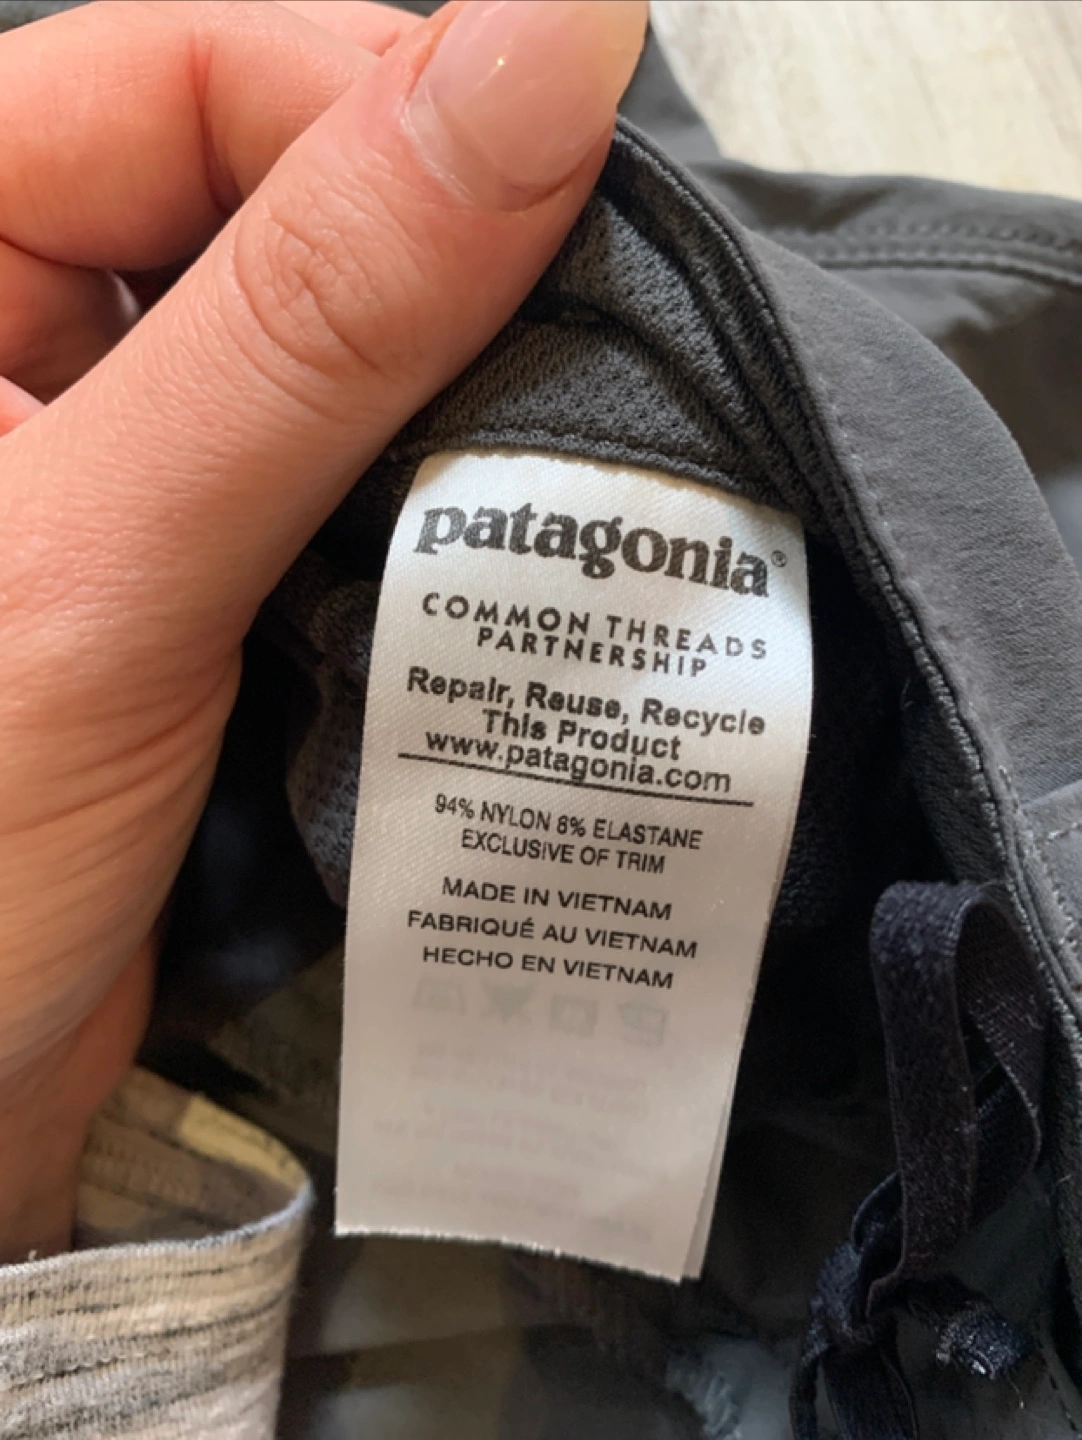 patagonia®
COMMON THREADS
PARTNERSHIP
Repair, Reuse, Recycle
This Product
www.patagonia.com
94% NYLON 6% ELASTANE
EXCLUSIVE OF TRIM
MADE IN VIETNAM
FABRIQUÉ AU VIETNAM
HECHO EN VIETNAM